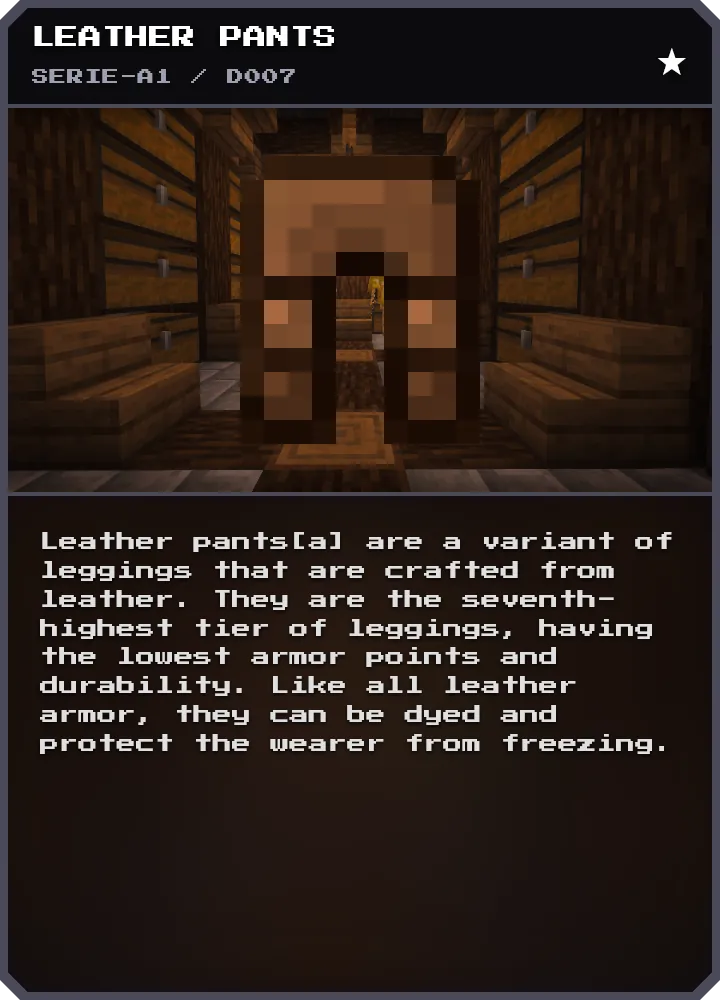 LEATHER PANTS
SERIE-A1 / D007
Leather pants[a] are a variant of
leggings that are crafted from
leather. They are the seventh-
highest tier of leggings, having
the lowest armor points and
durability. Like all leather
armor, they can be dyed and
protect the wearer from freezing.